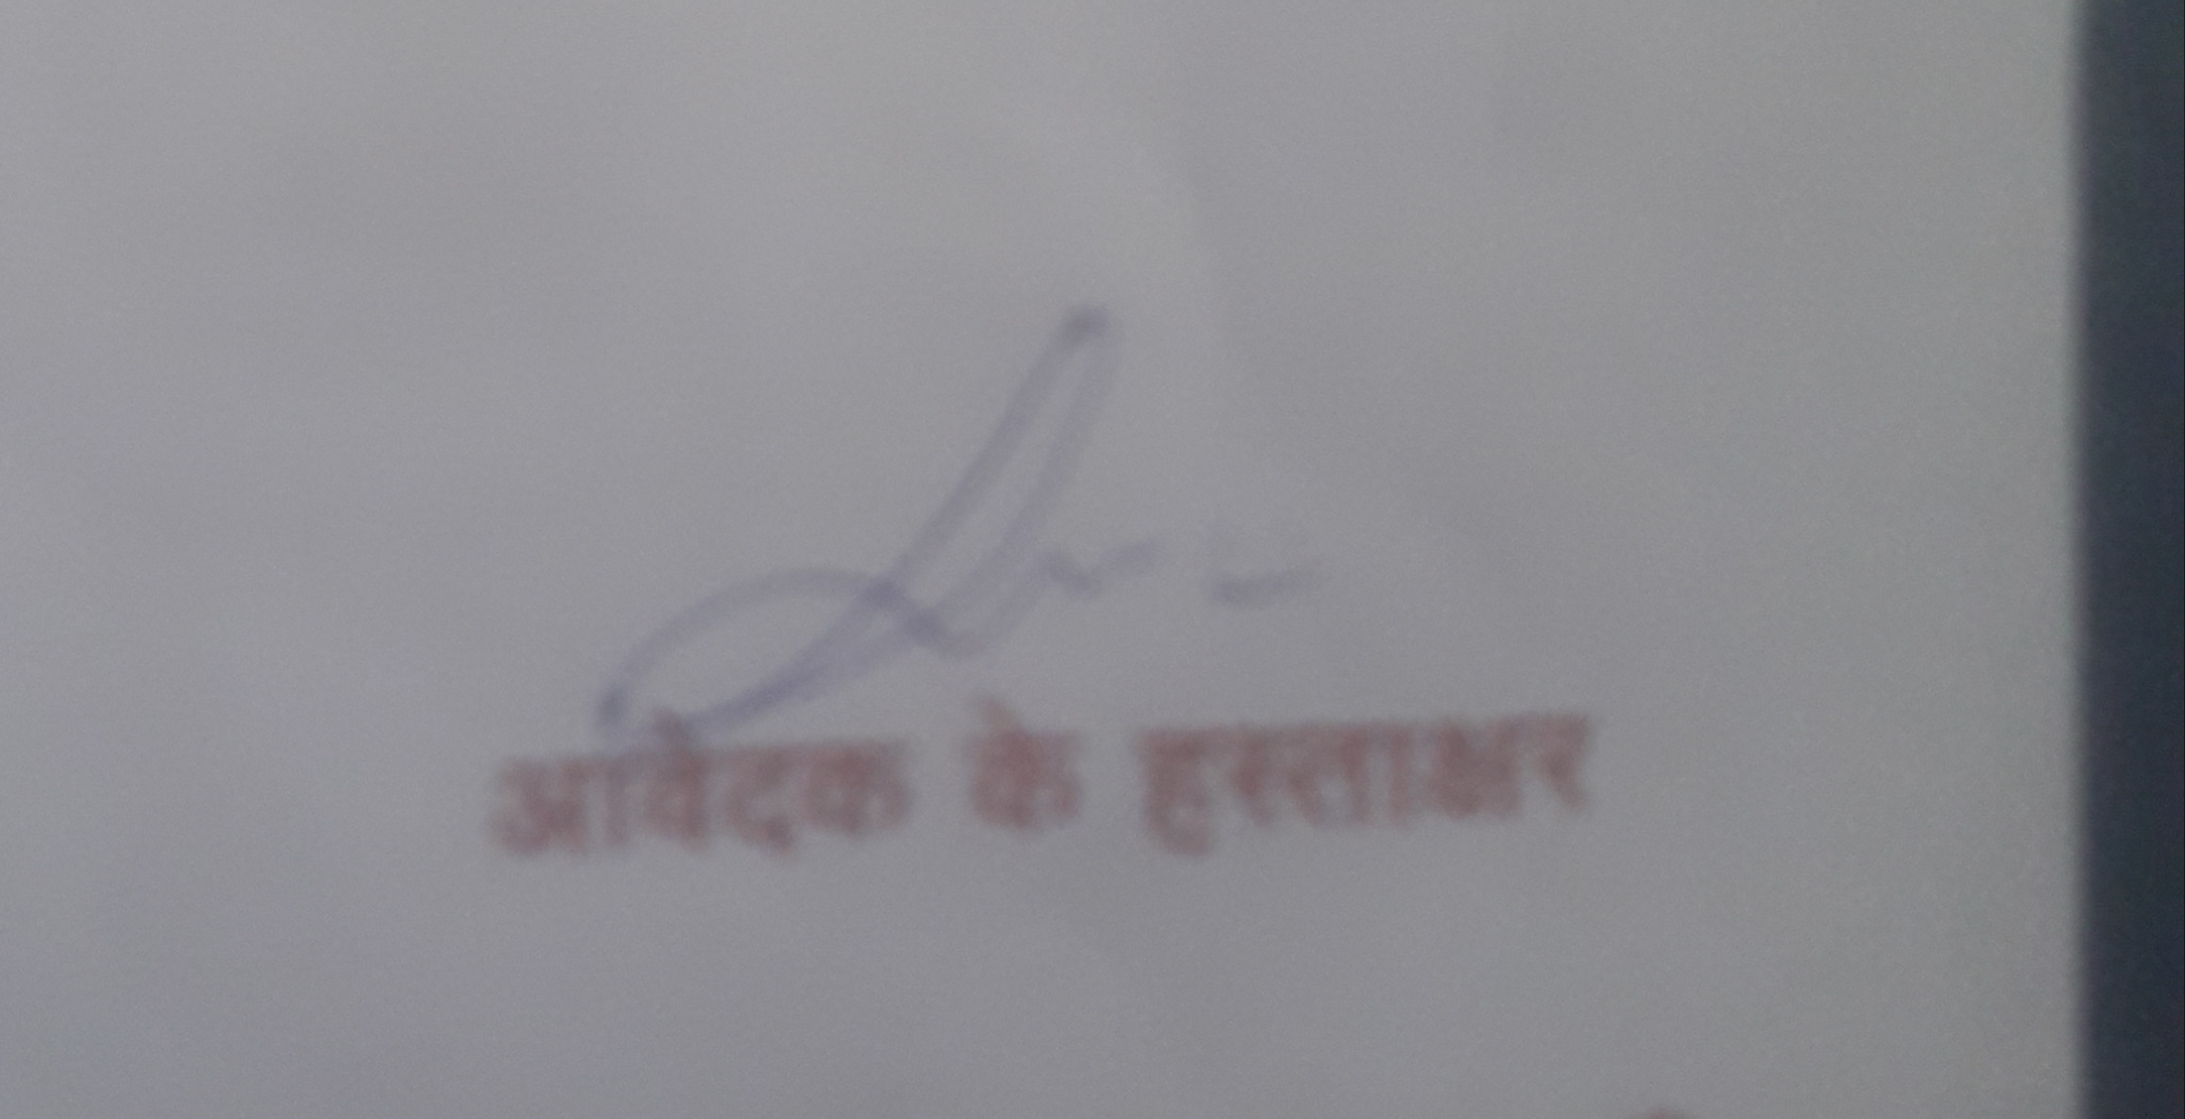 आवेदक के हस्ताक्षर